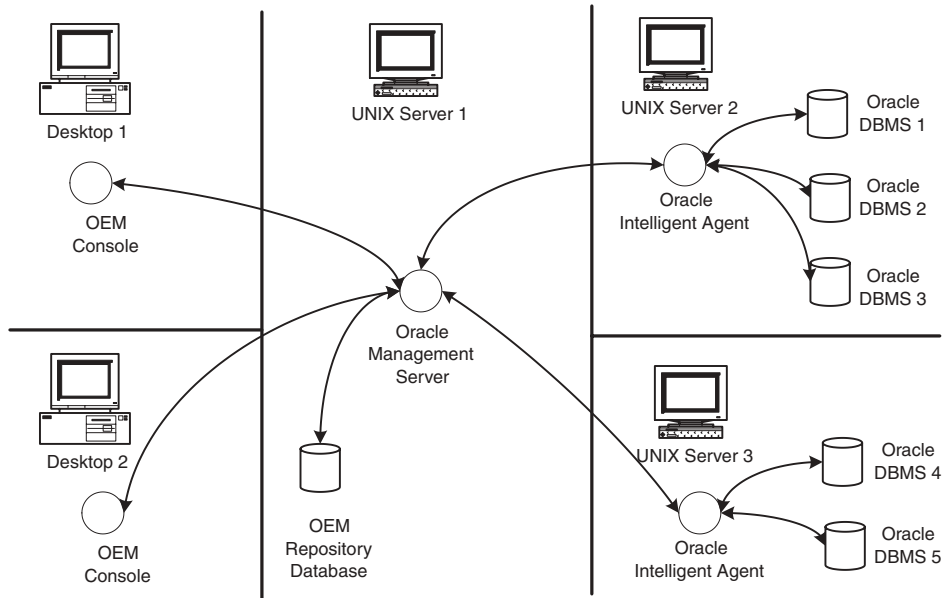 Desktop 1
OEM
Console
Desktop 2
OEM
Console
UNIX Server 1
Oracle
Management
Server
OEM
Repository
Database
UNIX Server 2
Oracle
Intelligent Agent
Oracle
DBMS 1
Oracle
DBMS 2
Oracle
DBMS 3
UNIX Server 3
Oracle
Intelligent Agent
Oracle
DBMS 4
Oracle
DBMS 5